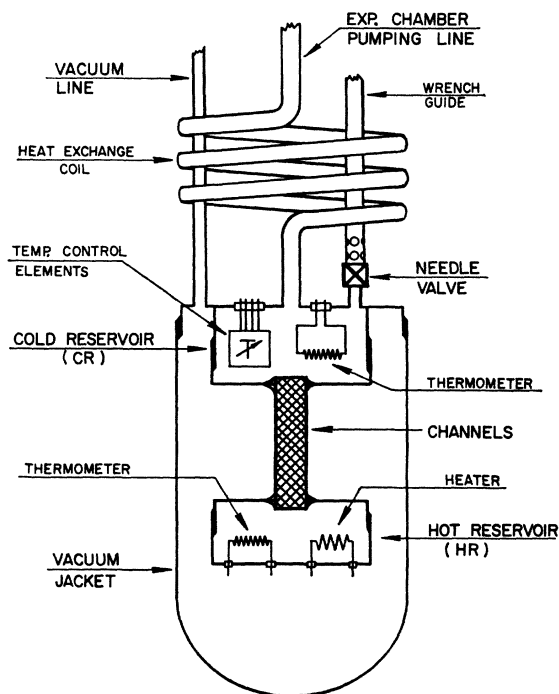 EXP. CHAMBER
PUMPING LINE
VACUUM
LINE
WRENCH
GUIDE
HEAT EXCHANGE
COIL
TEMP. CONTROL
ELEMENTS
NEEDLE
VALVE
COLD RESERVOIR
(CR)
T
THERMOMETER
CHANNELS
THERMOMETER
HEATER
HOT RESERVOIR
(HR)
VACUUM
JACKET